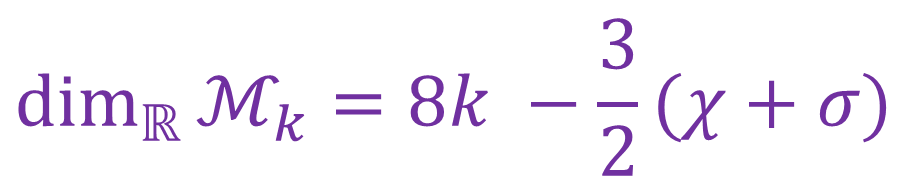 dim_ℝ ℳ_k = 8k − 3/2 (χ + σ)